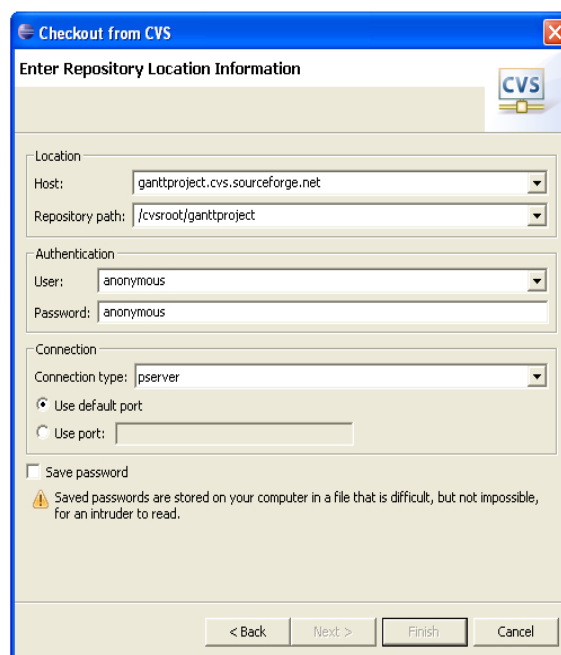 Checkout from CVS
Enter Repository Location Information
CVS
Location
Host: ganttproject.cvs.sourceforge.net
Repository path: /cvsroot/ganttproject
Authentication
User: anonymous
Password: anonymous
Connection
Connection type: pserver
Use default port
Use port:
Save password
Saved passwords are stored on your computer in a file that is difficult, but not impossible,
for an intruder to read.
< Back Next > Finish Cancel